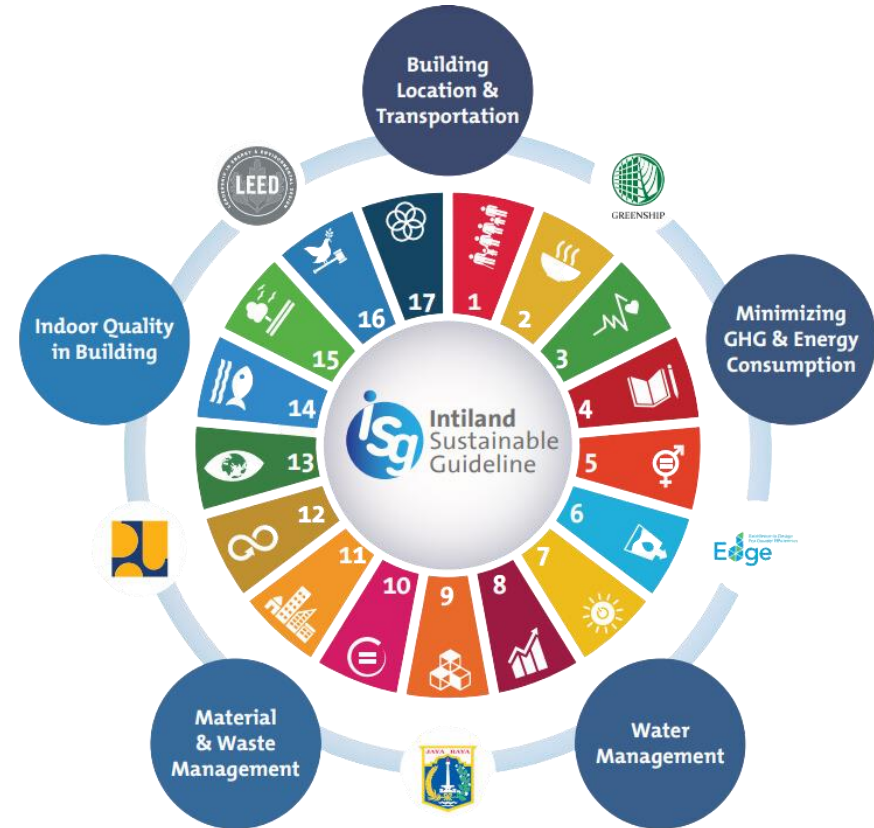 Building
Location &
Transportation
LEED
GREENSHIP
Minimizing
GHG & Energy
Consumption
Edge
Water
Management
JAYA RAYA
Material
& Waste
Management
Indoor Quality
in Building
1
2
3
4
5
6
7
8
9
10
11
12
13
14
15
16
17
isg
Intiland
Sustainable
Guideline